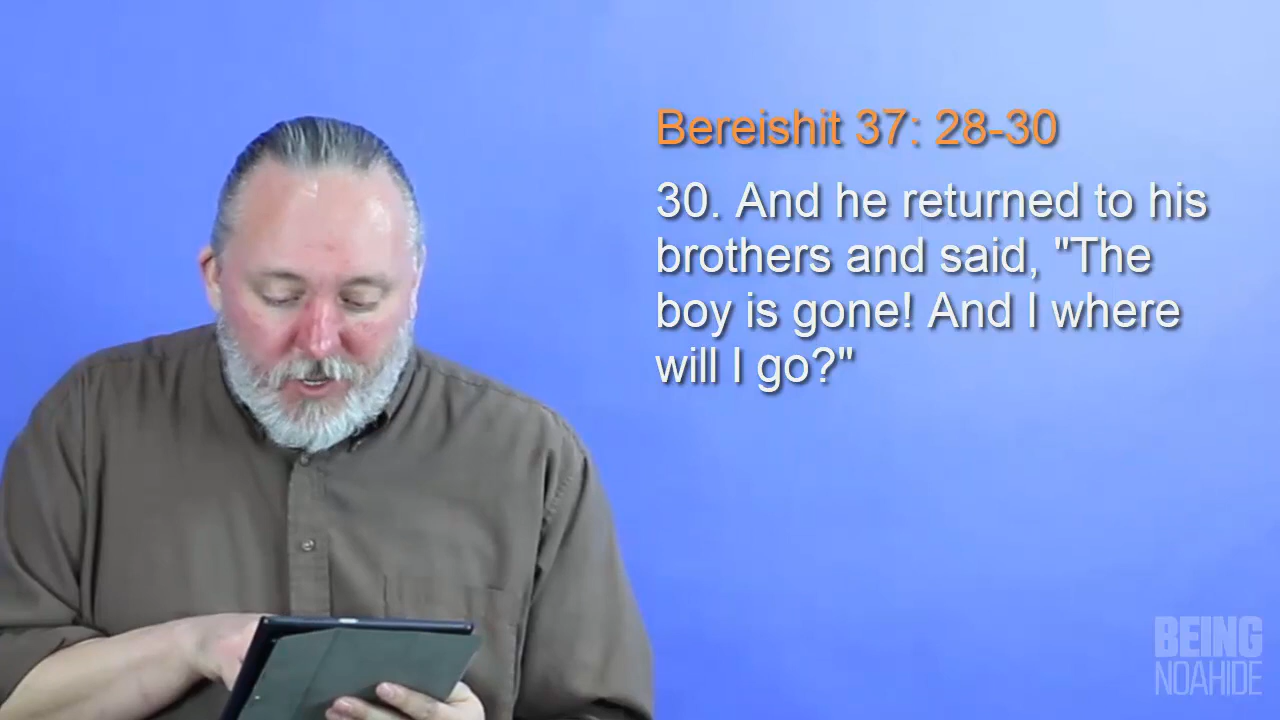 Bereishit 37: 28-30
30. And he returned to his
brothers and said, "The
boy is gone! And I where
will I go?"
BEING
NOAHIDE